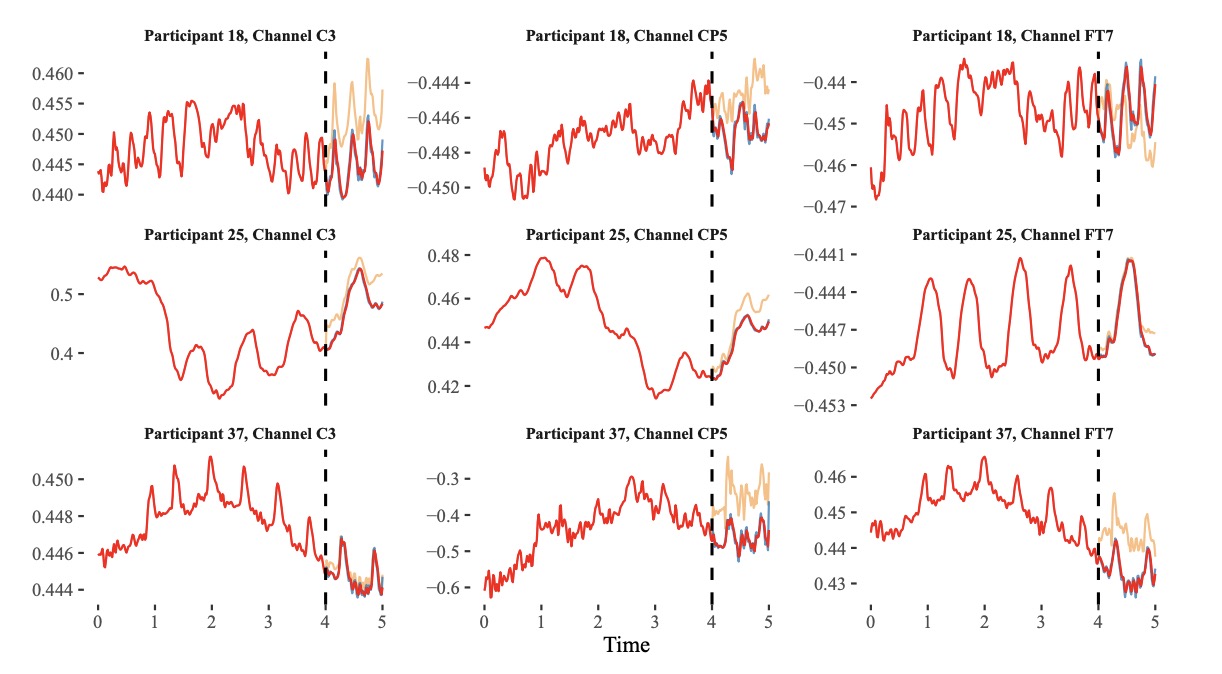 Participant 18, Channel C3
Participant 18, Channel CP5
Participant 18, Channel FT7
0.460
0.455
0.450
0.445
0.440
−0.444
−0.446
−0.448
−0.450
−0.44
−0.45
−0.46
−0.47
Participant 25, Channel C3
Participant 25, Channel CP5
Participant 25, Channel FT7
0.5
0.4
0.48
0.46
0.44
0.42
−0.441
−0.444
−0.447
−0.450
−0.453
Participant 37, Channel C3
Participant 37, Channel CP5
Participant 37, Channel FT7
0.450
0.448
0.446
0.444
−0.3
−0.4
−0.5
−0.6
0.46
0.45
0.44
0.43
0 1 2 3 4 5
0 1 2 3 4 5
0 1 2 3 4 5
Time